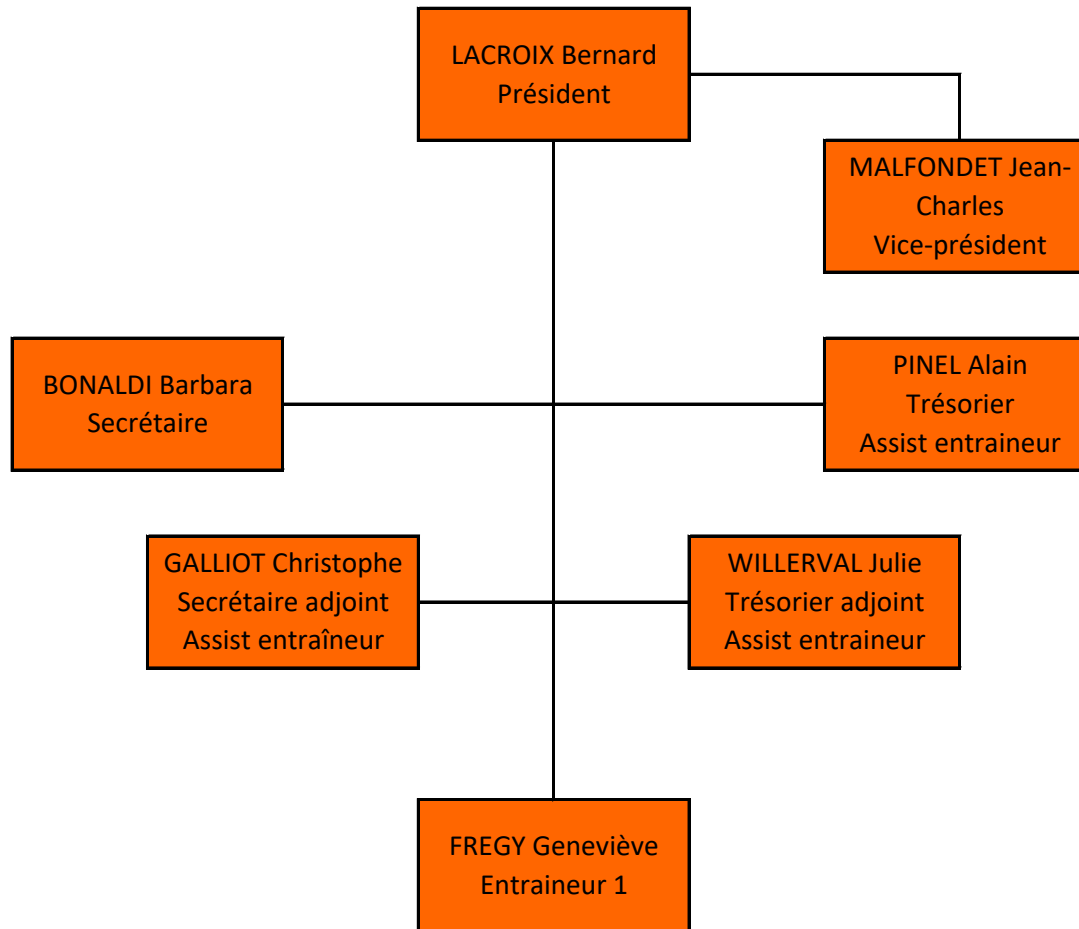 LACROIX Bernard
Président
MALFONDET Jean-
Charles
Vice-président
BONALDI Barbara
Secrétaire
PINEL Alain
Trésorier
Assist entraineur
GALLIOT Christophe
Secrétaire adjoint
Assist entraîneur
WILLERVAL Julie
Trésorier adjoint
Assist entraineur
FREGY Geneviève
Entraineur 1